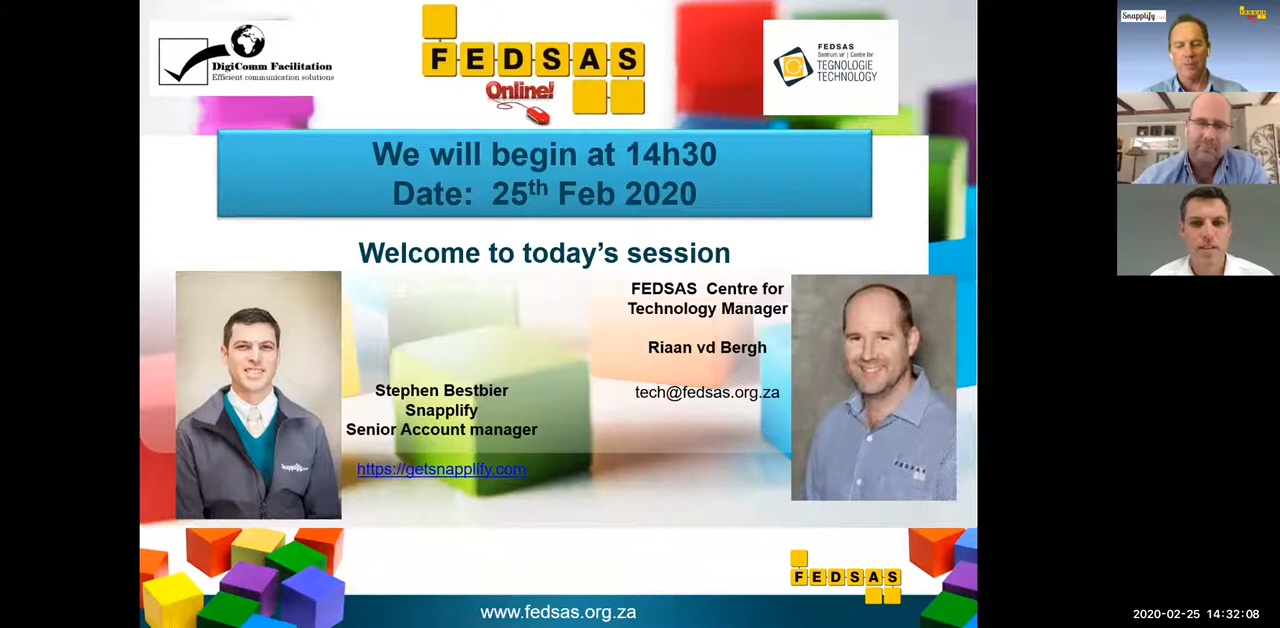 DigiComm Facilitation
Efficient communication solutions
FEDSAS
Online!
FEDSAS
Sentrum vir | Centre for
TEGNOLOGIE
TECHNOLOGY
Snapplify
We will begin at 14h30
Date: 25th Feb 2020
Welcome to today's session
FEDSAS Centre for
Technology Manager
Riaan vd Bergh
tech@fedsas.org.za
Stephen Bestbier
Snapplify
Senior Account manager
https://getsnapplify.com
Snapplify
FEDSAS
FEDSAS
www.fedsas.org.za
2020-02-25 14:32:08